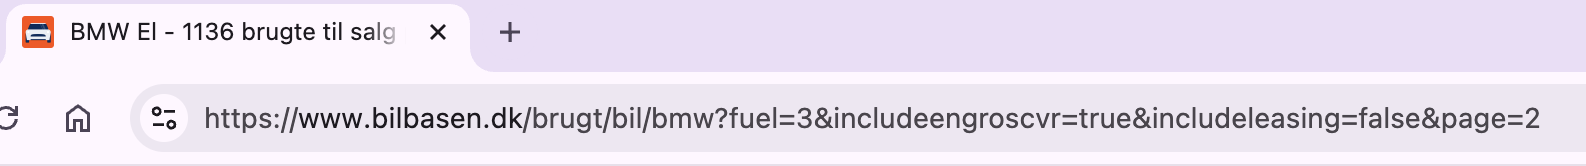 BMW El - 1136 brugte til salg
https://www.bilbasen.dk/brugt/bil/bmw?fuel=3&includeengroscvr=true&includeleasing=false&page=2